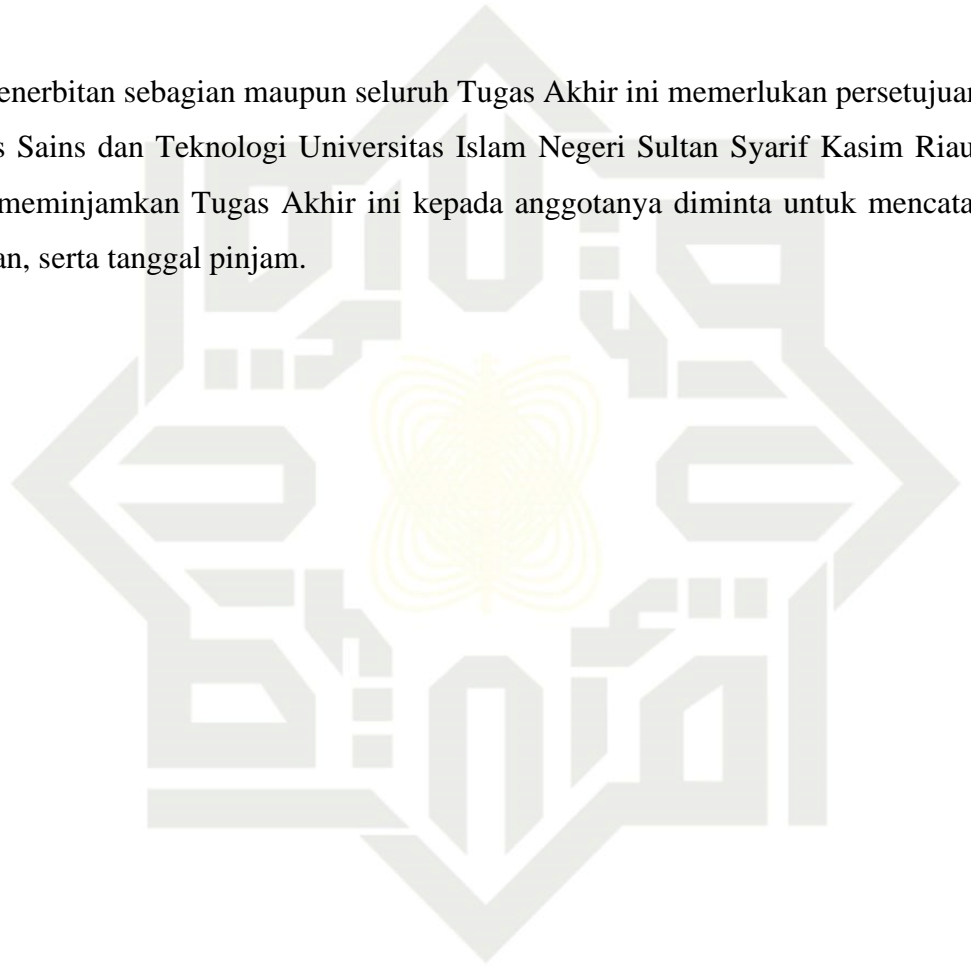 enerbitan sebagian maupun seluruh Tugas Akhir ini memerlukan persetujuan
s Sains dan Teknologi Universitas Islam Negeri Sultan Syarif Kasim Riau
meminjamkan Tugas Akhir ini kepada anggotanya diminta untuk mencata
an, serta tanggal pinjam.